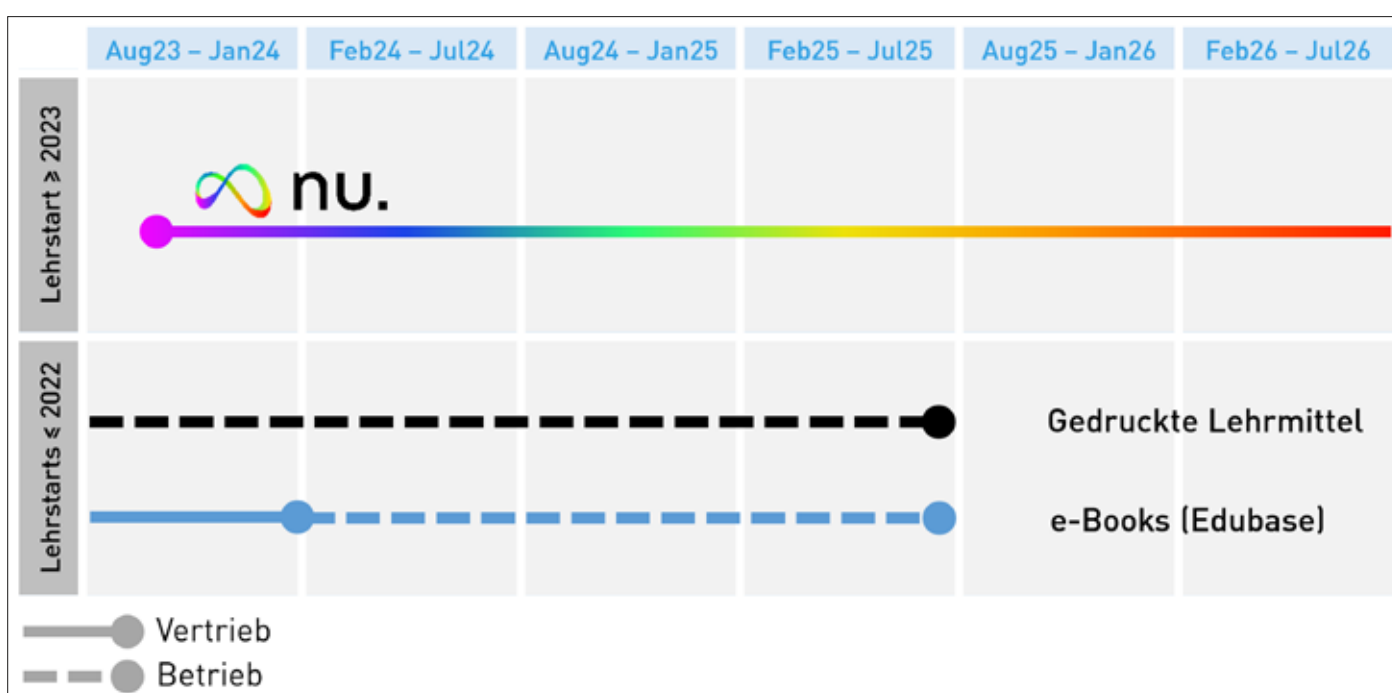 Aug23 – Jan24
Feb24 – Jul24
Aug24 – Jan25
Feb25 – Jul25
Aug25 – Jan26
Feb26 – Jul26
Lehrstart ≥ 2023
nu.
Lehrstarts ≤ 2022
Gedruckte Lehrmittel
e-Books (Edubase)
Vertrieb
Betrieb